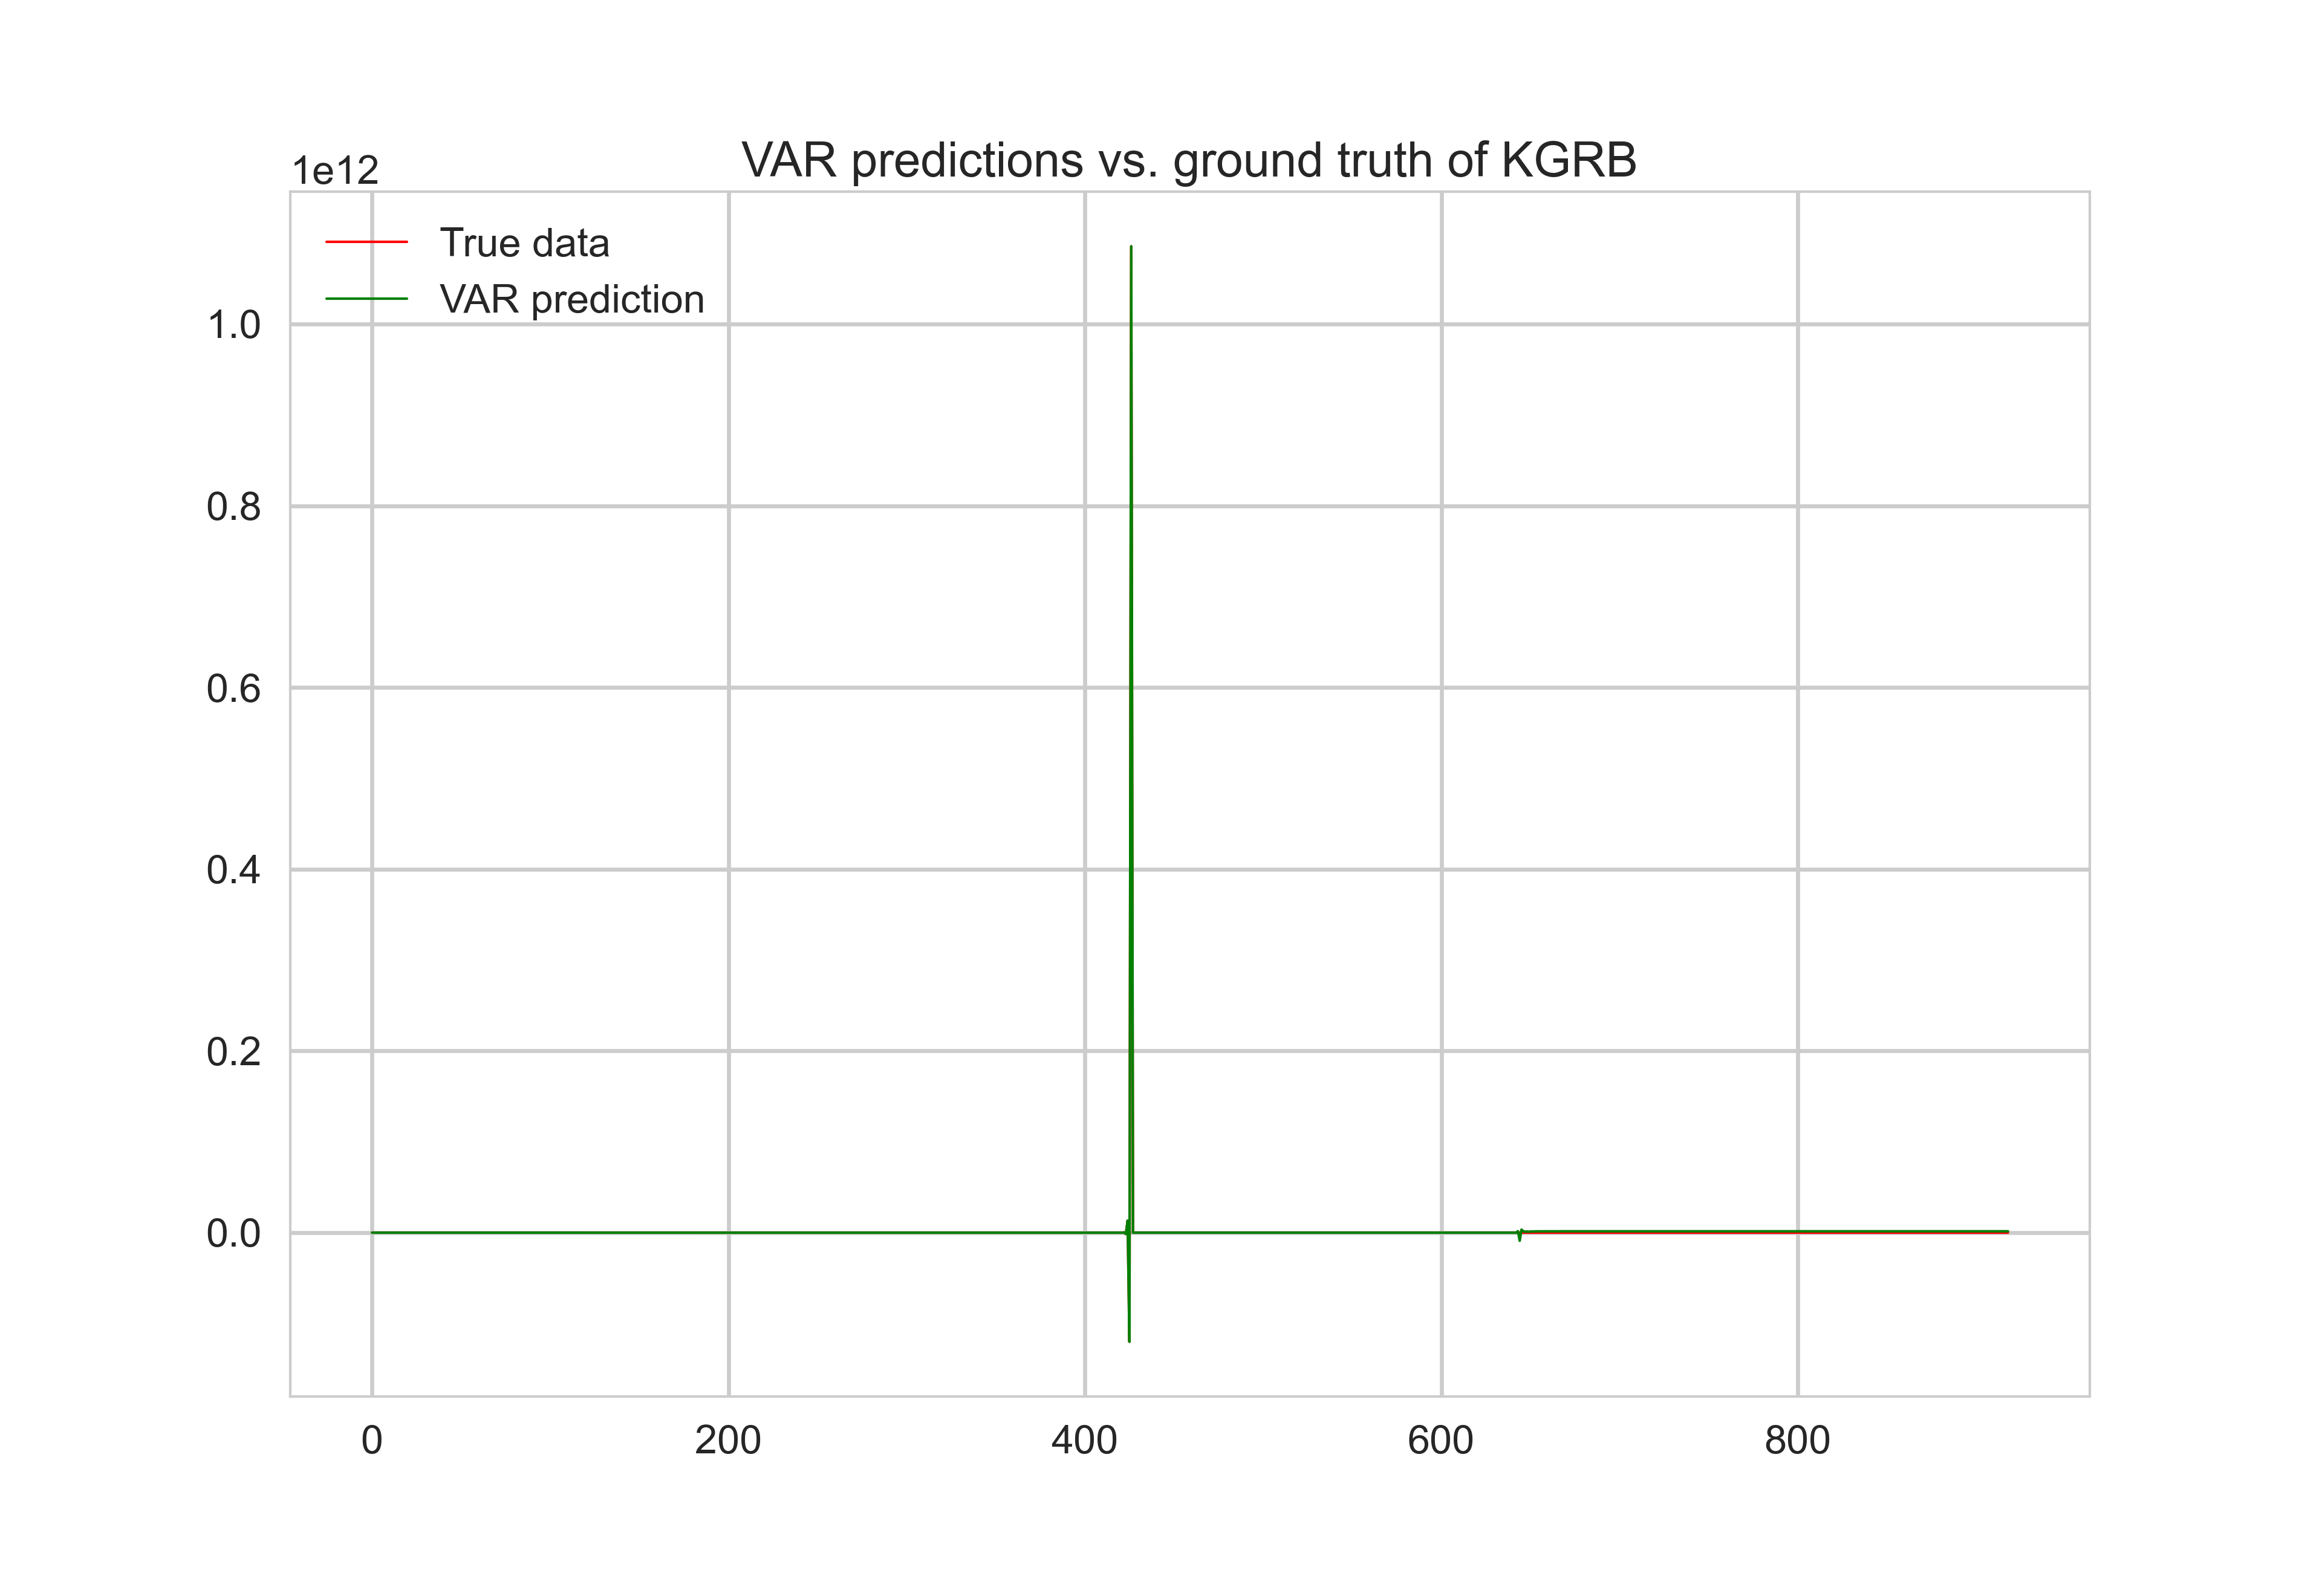 VAR predictions vs. ground truth of KGRB
1e12
True data
VAR prediction
1.0
0.8
0.6
0.4
0.2
0.0
0 200 400 600 800